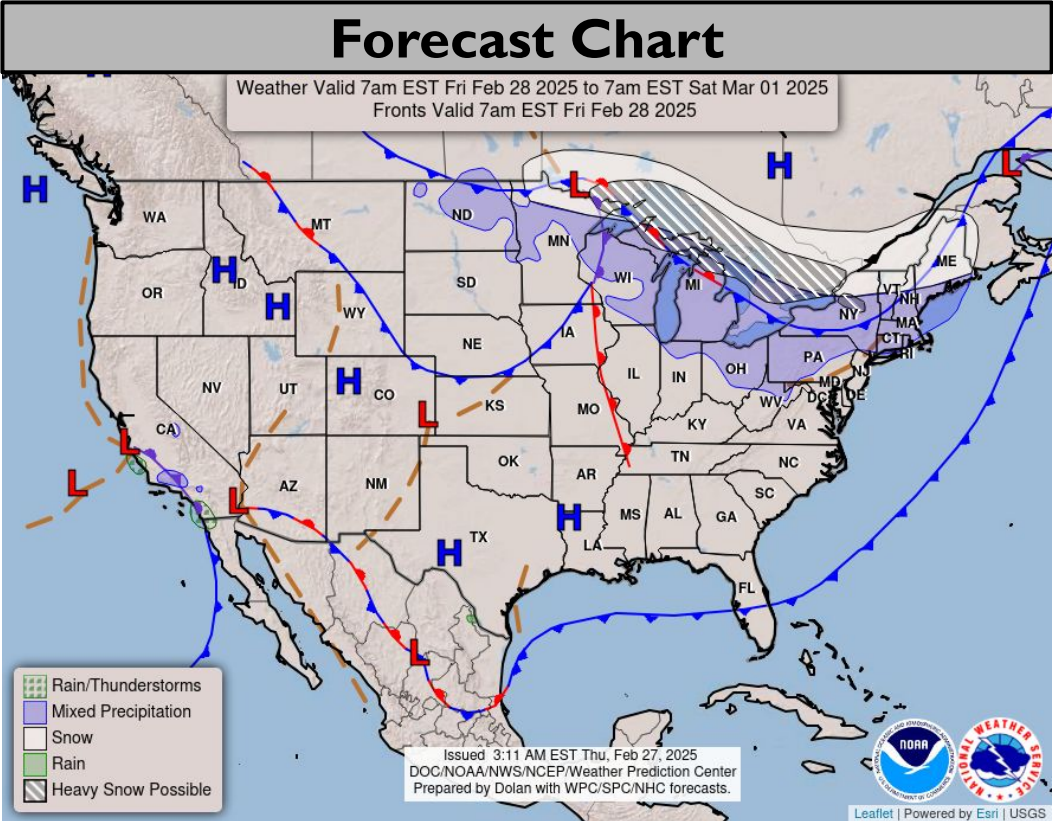 Forecast Chart
Weather Valid 7am EST Fri Feb 28 2025 to 7am EST Sat Mar 01 2025
Fronts Valid 7am EST Fri Feb 28 2025
H
H
L
L
H
WA
MT
ND
MN
ME
OR
H
ID
H
WY
SD
WI
MI
VT
NH
NY
MA
CT
RI
NE
IA
PA
NJ
NV
UT
H
CO
L
KS
MO
IL
IN
OH
WV
MD
DE
DC
VA
KY
CA
L
L
AZ
L
NM
OK
AR
TN
NC
SC
H
MS
AL
GA
H
TX
LA
FL
L
Rain/Thunderstorms
Mixed Precipitation
Snow
Rain
Heavy Snow Possible
Issued 3:11 AM EST Thu, Feb 27, 2025
DOC/NOAA/NWS/NCEP/Weather Prediction Center
Prepared by Dolan with WPC/SPC/NHC forecasts.
NOAA
NATIONAL WEATHER SERVICE
Leaflet | Powered by Esri | USGS